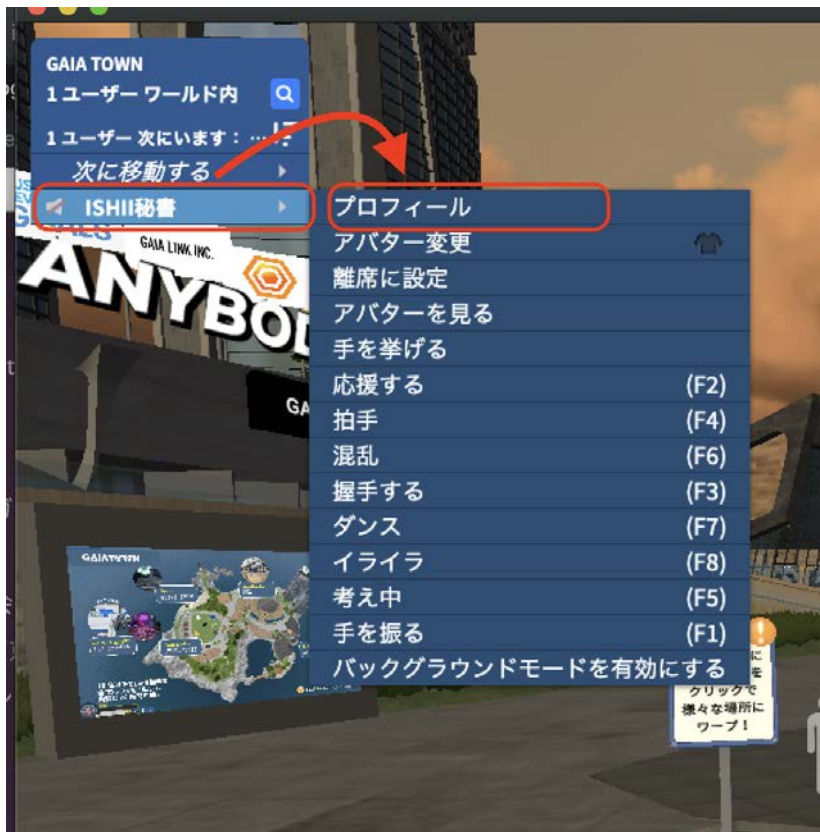 GAIA TOWN
1ユーザー ワールド内
1ユーザー 次にいます： …
次に移動する
ISHII秘書
プロフィール
アバター変更
離席に設定
アバターを見る
手を挙げる
応援する (F2)
拍手 (F4)
混乱 (F6)
握手する (F3)
ダンス (F7)
イライラ (F8)
考え中 (F5)
手を振る (F1)
バックグラウンドモードを有効にする
GAIA LINK INC.
ANYBO
GA
GAIATOWN
クリックで
様々な場所に
ワープ！